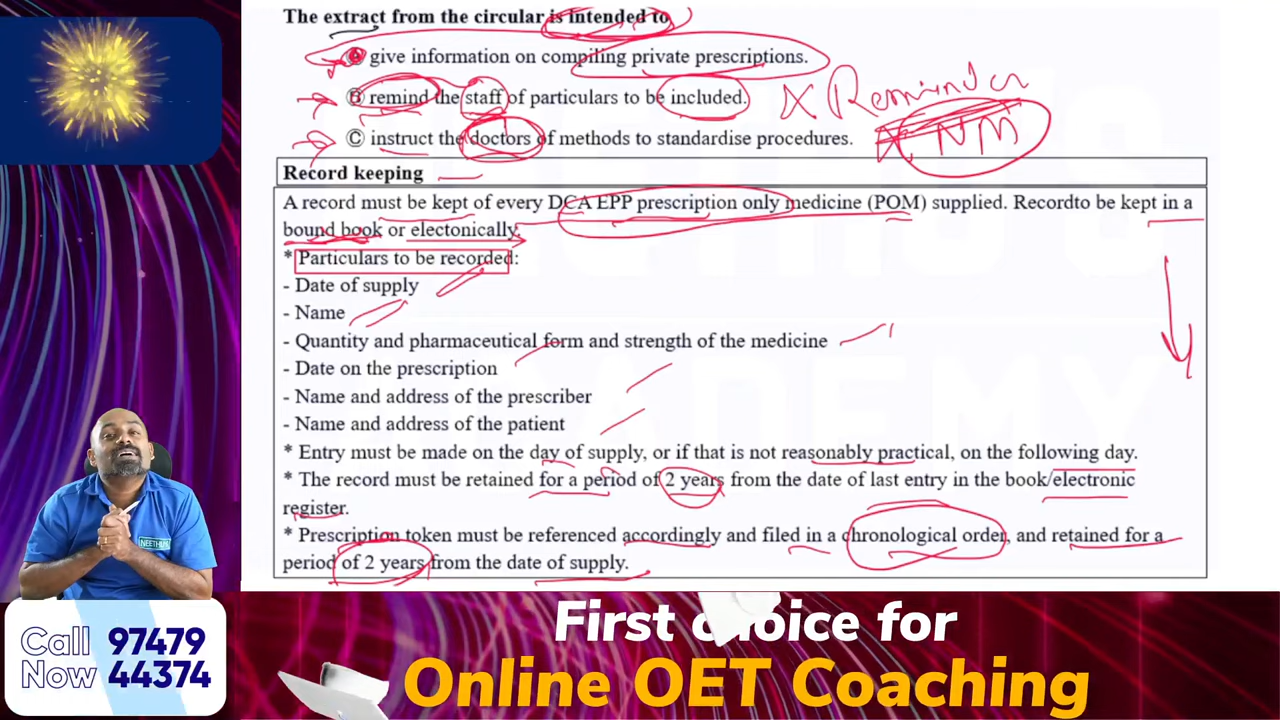 The extract from the circular is intended to
Ⓐ give information on compiling private prescriptions.
Ⓑ remind the staff of particulars to be included. X Reminder
Ⓒ instruct the doctors of methods to standardise procedures. NM
Record keeping
A record must be kept of every DCA EPP prescription only medicine (POM) supplied. Recordto be kept in a
bound book or electonically.
* Particulars to be recorded:
- Date of supply
- Name
- Quantity and pharmaceutical form and strength of the medicine
- Date on the prescription
- Name and address of the prescriber
- Name and address of the patient
* Entry must be made on the day of supply, or if that is not reasonably practical, on the following day.
* The record must be retained for a period of 2 years from the date of last entry in the book/electronic
register.
* Prescription token must be referenced accordingly and filed in a chronological order, and retained for a
period of 2 years from the date of supply.
Call Now 97479 44374
First choice for
Online OET Coaching